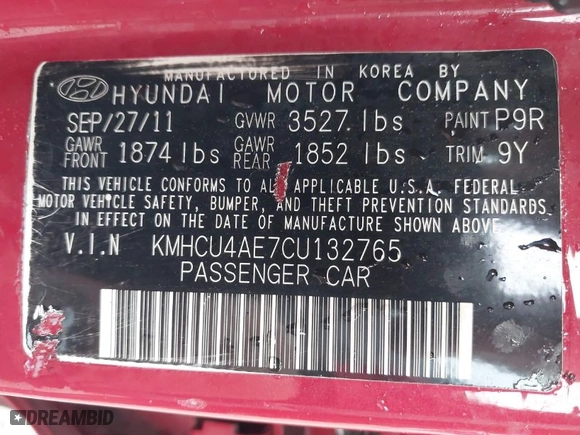 MANUFACTURED IN KOREA BY
HYUNDAI MOTOR COMPANY
SEP/27/11 GVWR 3527 lbs PAINT P9R
GAWR FRONT 1874 lbs GAWR REAR 1852 lbs TRIM 9Y
THIS VEHICLE CONFORMS TO ALL APPLICABLE U.S.A. FEDERAL
MOTOR VEHICLE SAFETY, BUMPER, AND THEFT PREVENTION STANDARDS
IN EFFECT ON THE DATE OF MANUFACTURE SHOWN ABOVE.
V.I.N KMHCU4AE7CU132765
PASSENGER CAR
DREAMBID